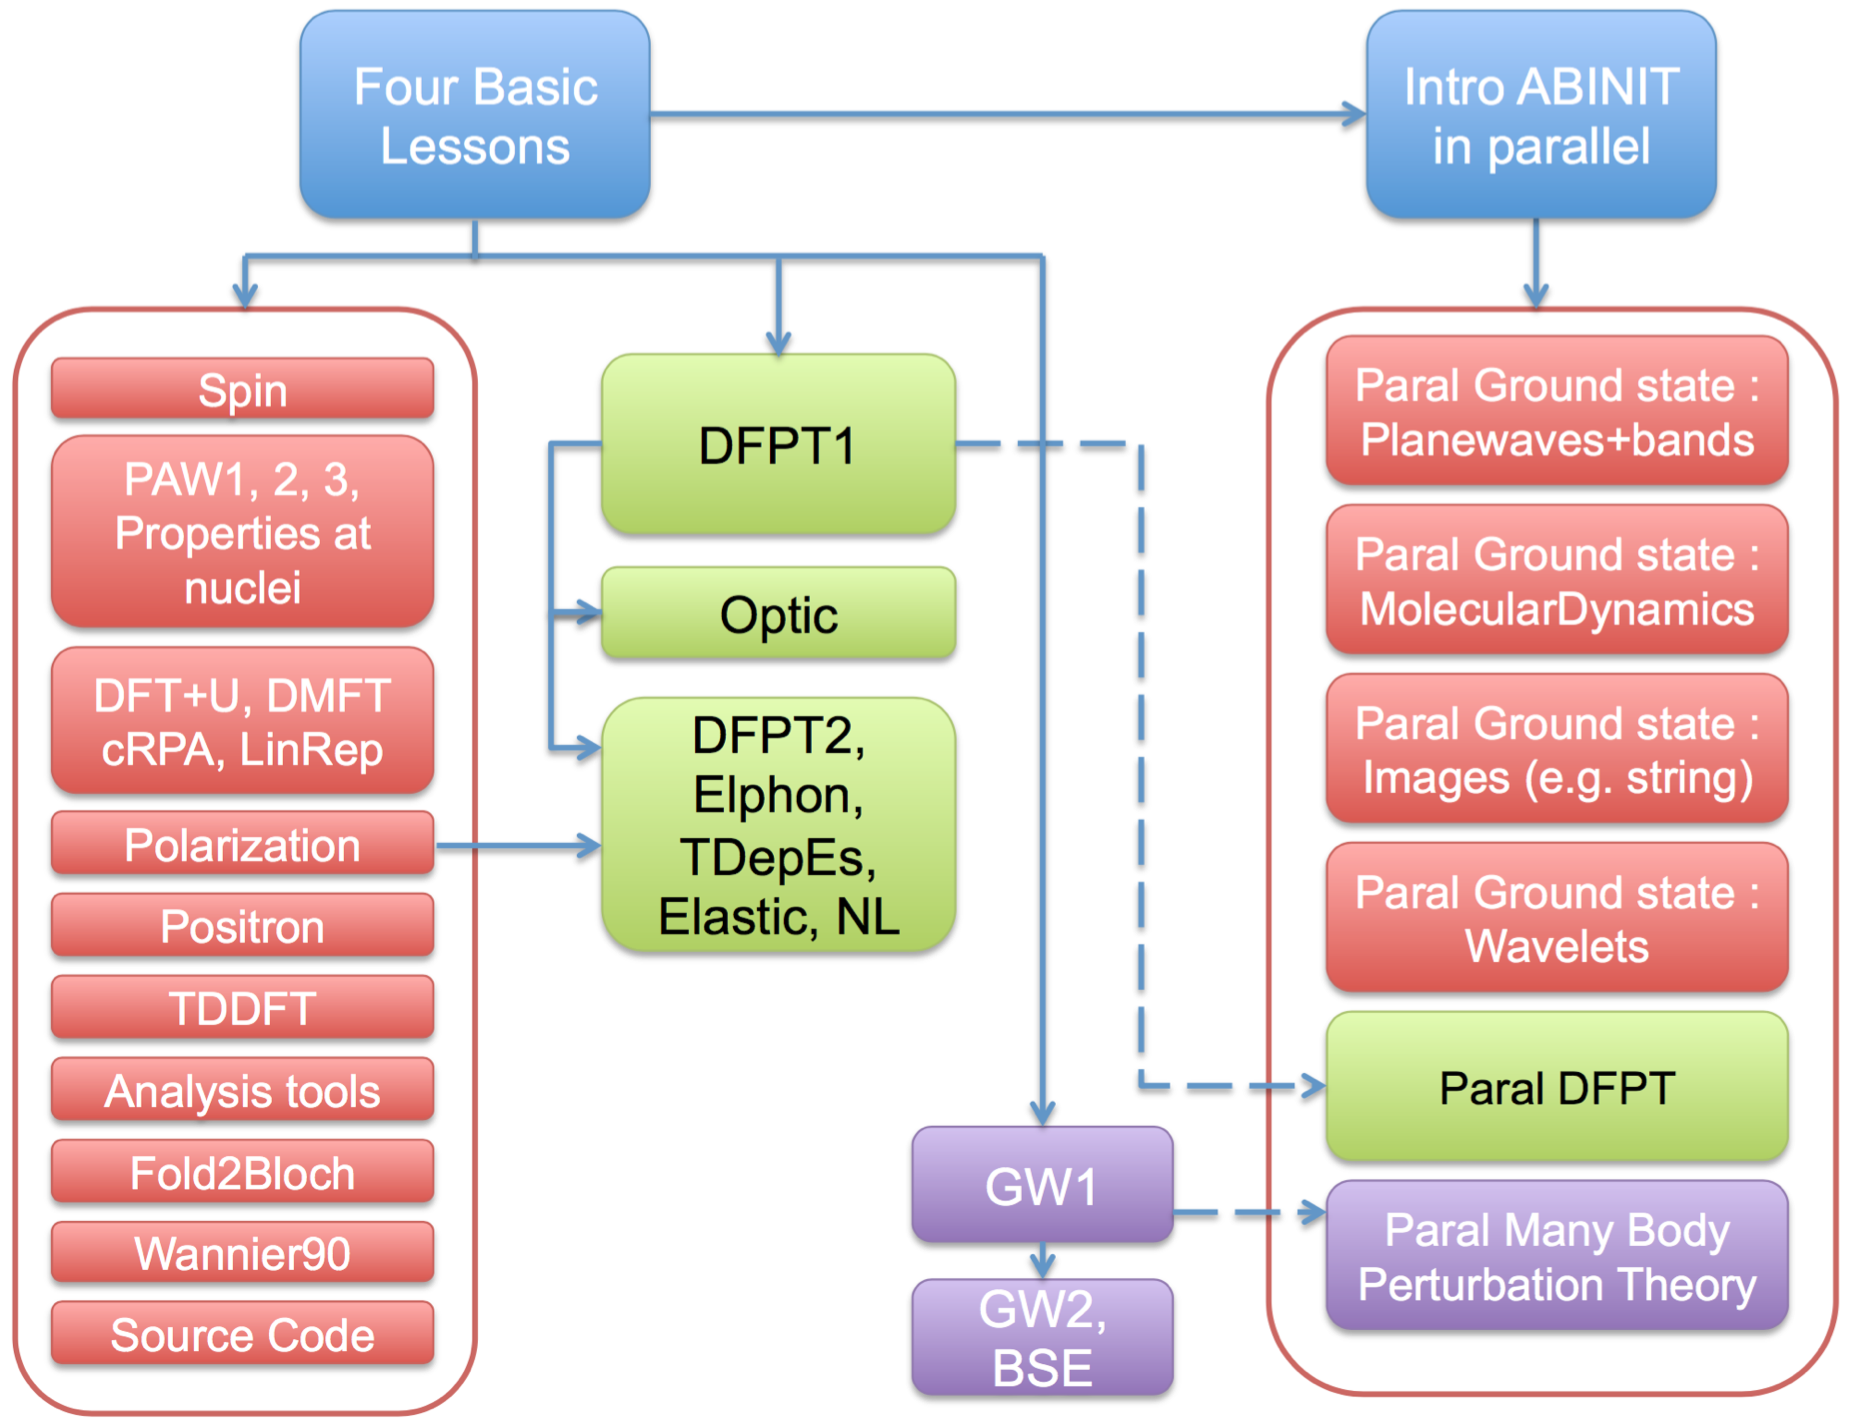 Four Basic
Lessons
Intro ABINIT
in parallel
Spin
PAW1, 2, 3,
Properties at
nuclei
DFT+U, DMFT
cRPA, LinRep
Polarization
Positron
TDDFT
Analysis tools
Fold2Bloch
Wannier90
Source Code
DFPT1
Optic
DFPT2,
Elphon,
TDepEs,
Elastic, NL
GW1
GW2,
BSE
Paral Ground state :
Planewaves+bands
Paral Ground state :
MolecularDynamics
Paral Ground state :
Images (e.g. string)
Paral Ground state :
Wavelets
Paral DFPT
Paral Many Body
Perturbation Theory